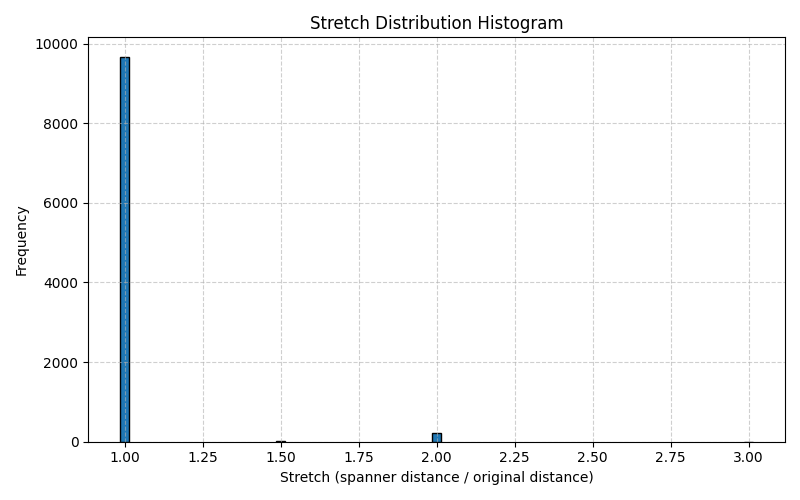 Stretch Distribution Histogram
10000
8000
6000
4000
2000
0
Frequency
1.00 1.25 1.50 1.75 2.00 2.25 2.50 2.75 3.00
Stretch (spanner distance / original distance)